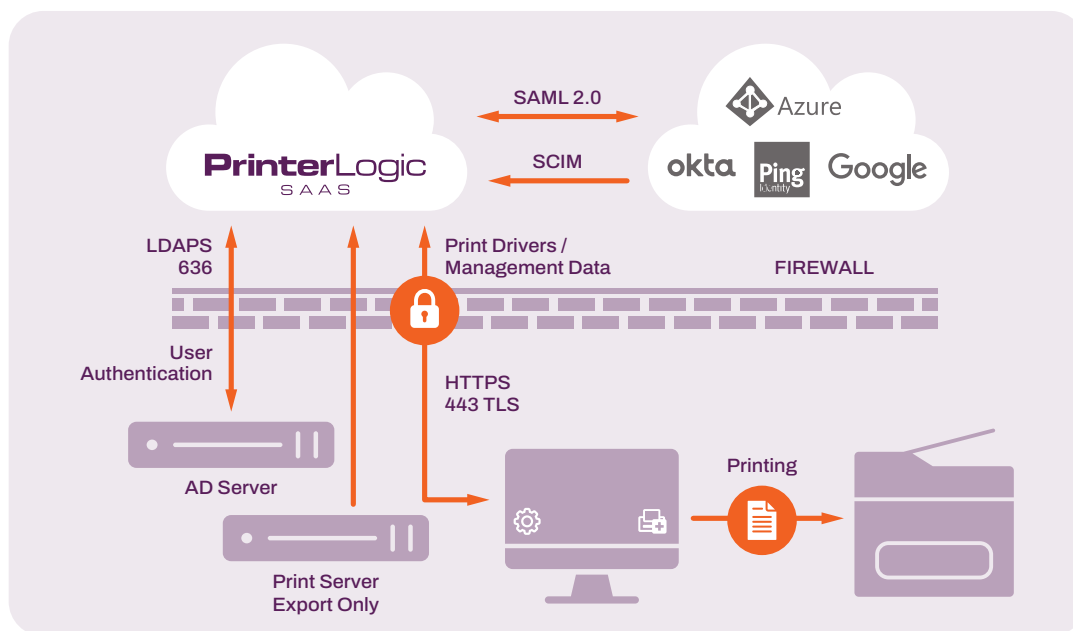 SAML 2.0
Azure
PrinterLogic
SAAS
SCIM
okta
Ping
Identity
Google
LDAPS
636
Print Drivers /
Management Data
FIREWALL
User
Authentication
HTTPS
443 TLS
AD Server
Printing
Print Server
Export Only